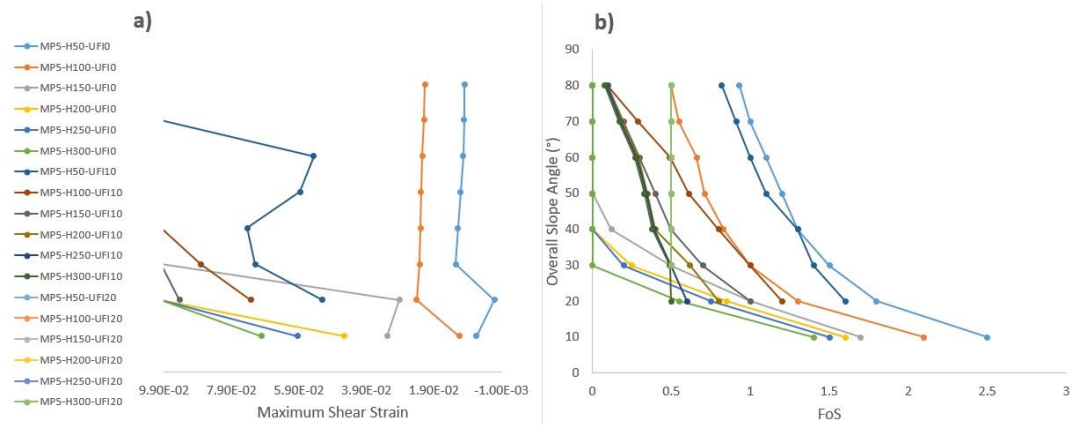 a)
b)
MP5-H50-UFI0
MP5-H100-UFI0
MP5-H150-UFI0
MP5-H200-UFI0
MP5-H250-UFI0
MP5-H300-UFI0
MP5-H50-UFI10
MP5-H100-UFI10
MP5-H150-UFI10
MP5-H200-UFI10
MP5-H250-UFI10
MP5-H300-UFI10
MP5-H50-UFI20
MP5-H100-UFI20
MP5-H150-UFI20
MP5-H200-UFI20
MP5-H250-UFI20
MP5-H300-UFI20
9.90E-02 7.90E-02 5.90E-02 3.90E-02 1.90E-02 -1.00E-03
Maximum Shear Strain
Overall Slope Angle (°)
90
80
70
60
50
40
30
20
10
0
0 0.5 1 1.5 2 2.5 3
FoS